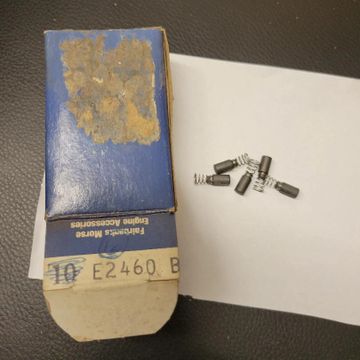 Fairbanks Morse
Engine Accessories
10 E2460 B